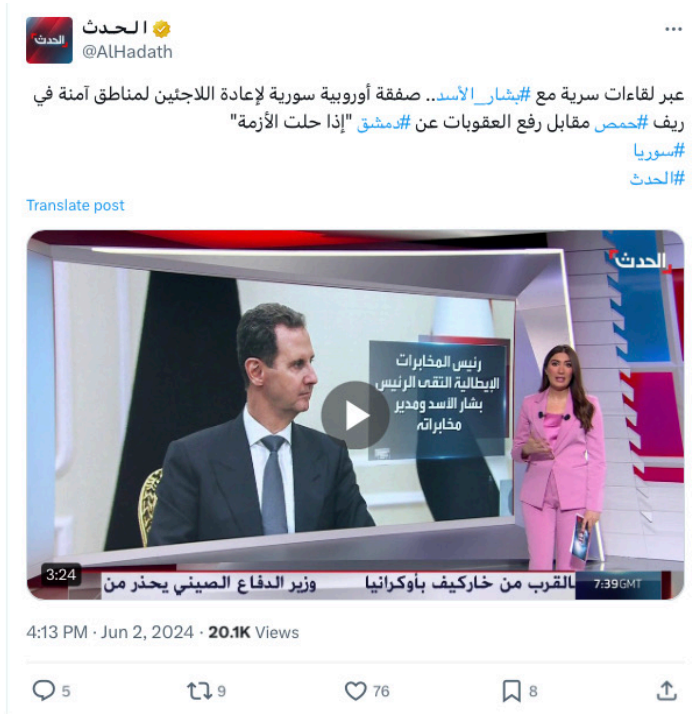 الحدث
الـحـدث
@AlHadath
عبر لقاءات سرية مع #بشار_الأسد.. صفقة أوروبية سورية لإعادة اللاجئين لمناطق آمنة في
ريف #حمص مقابل رفع العقوبات عن #دمشق "إذا حلت الأزمة"
#سوريا
#الحدث
Translate post
الحدث
رئيس المخابرات
الإيطالية التقى الرئيس
بشار الأسد ومدير
مخابراته
3:24
بالقرب من خاركيف بأوكرانيا وزير الدفاع الصيني يحذر من
7:39GMT
4:13 PM · Jun 2, 2024 · 20.1K Views
5 9 76 8